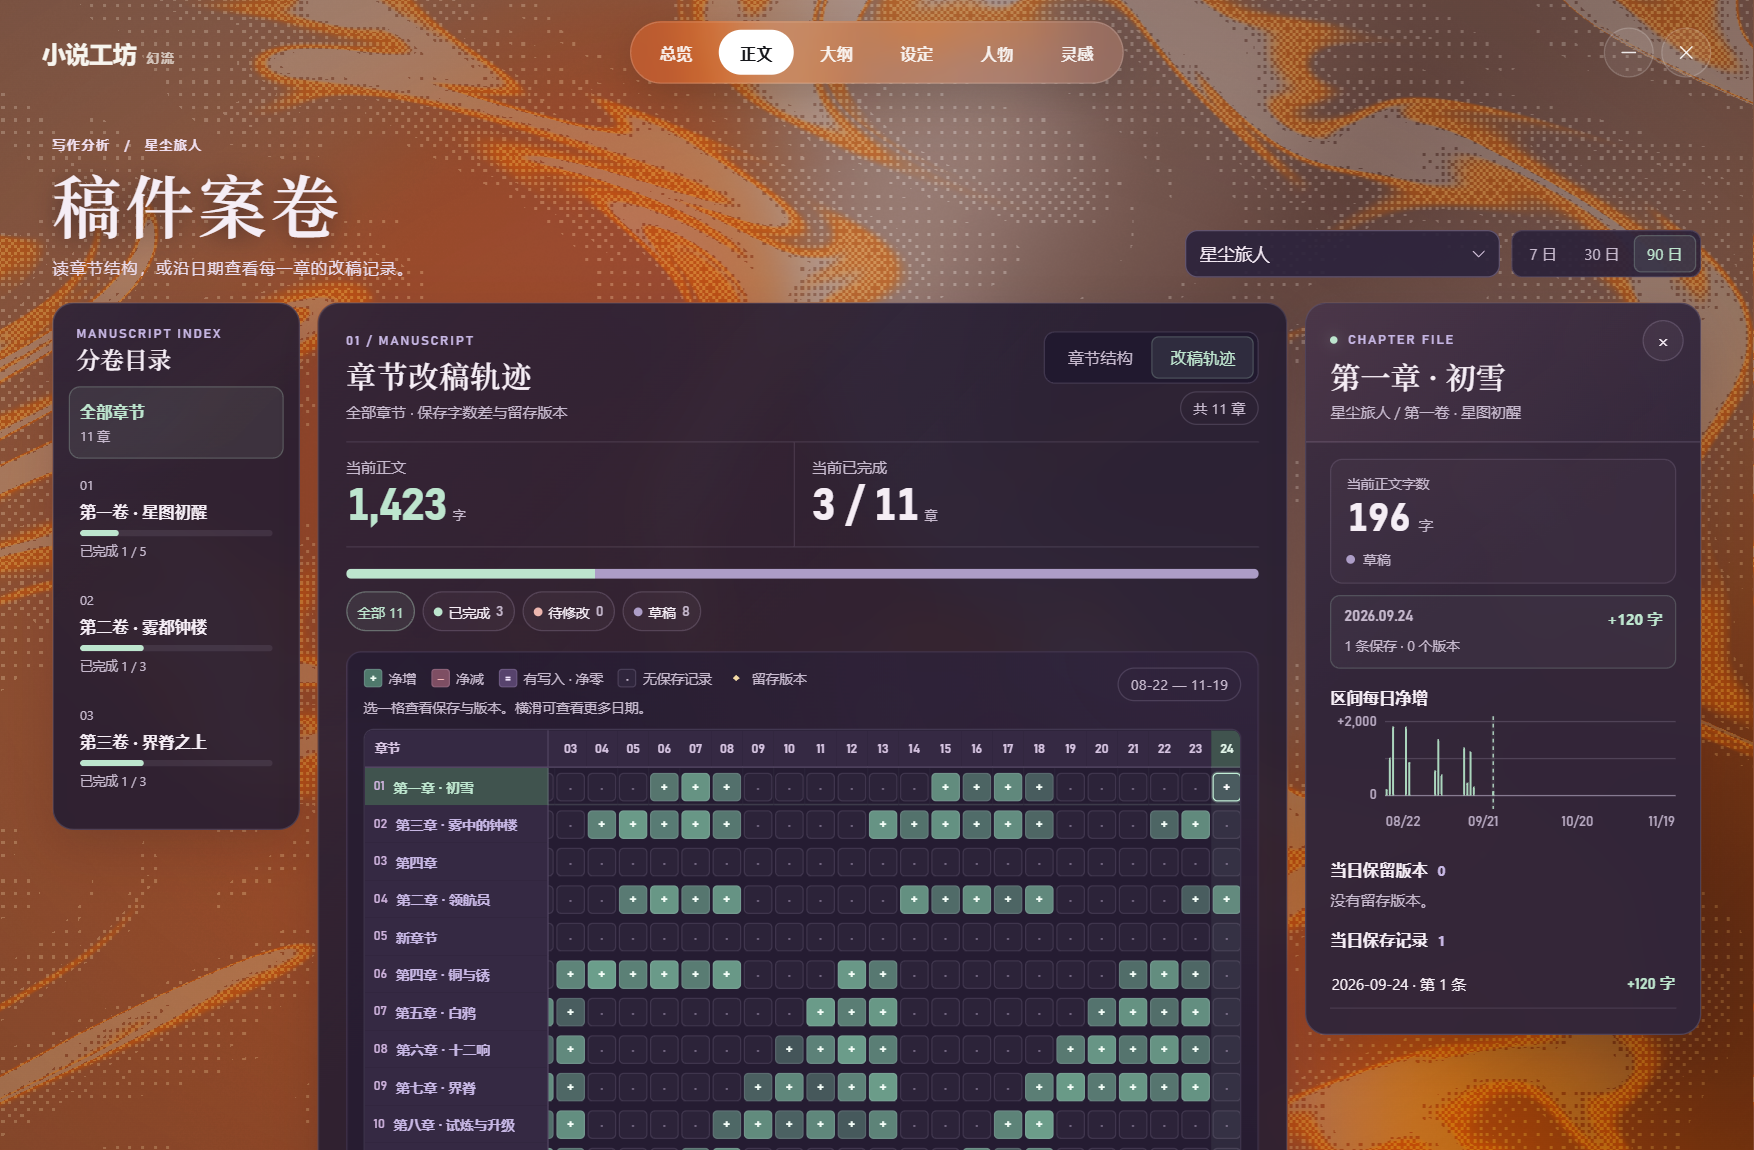 小说工坊 幻流
总览 正文 大纲 设定 人物 灵感
写作分析 / 星尘旅人
稿件案卷
读章节结构，或沿日期查看每一章的改稿记录。
星尘旅人
7 日 30 日 90 日
MANUSCRIPT INDEX
分卷目录
全部章节
11 章
01
第一卷 · 星图初醒
已完成 1 / 5
02
第二卷 · 雾都钟楼
已完成 1 / 3
03
第三卷 · 界脊之上
已完成 1 / 3
01 / MANUSCRIPT
章节改稿轨迹
全部章节 · 保存字数差与留存版本
章节结构 改稿轨迹
共 11 章
当前正文
1,423 字
当前已完成
3 / 11 章
全部 11 已完成 3 待修改 0 草稿 8
+ 净增 − 净减 = 有写入 · 净零 · 无保存记录 留存版本
选一格查看保存与版本。横滑可查看更多日期。
08-22 — 11-19
章节 03 04 05 06 07 08 09 10 11 12 13 14 15 16 17 18 19 20 21 22 23 24
01 第一章 · 初雪
02 第三章 · 雾中的钟楼
03 第四章
04 第二章 · 领航员
05 新章节
06 第四章 · 铜与锈
07 第五章 · 白鸦
08 第六章 · 十二响
09 第七章 · 界脊
10 第八章 · 试炼与升级
CHAPTER FILE
第一章 · 初雪
星尘旅人 / 第一卷 · 星图初醒
当前正文字数
196 字
草稿
2026.09.24
+120 字
1 条保存 · 0 个版本
区间每日净增
+2,000
0
08/22 09/21 10/20 11/19
当日保留版本 0
没有留存版本。
当日保存记录 1
2026-09-24 · 第 1 条 +120 字